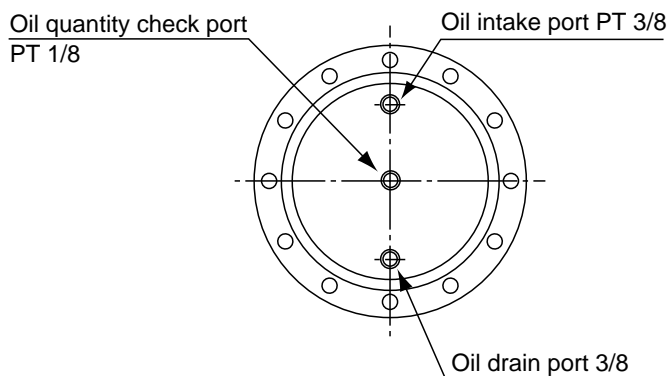 Oil quantity check port
PT 1/8
Oil intake port PT 3/8
Oil drain port 3/8